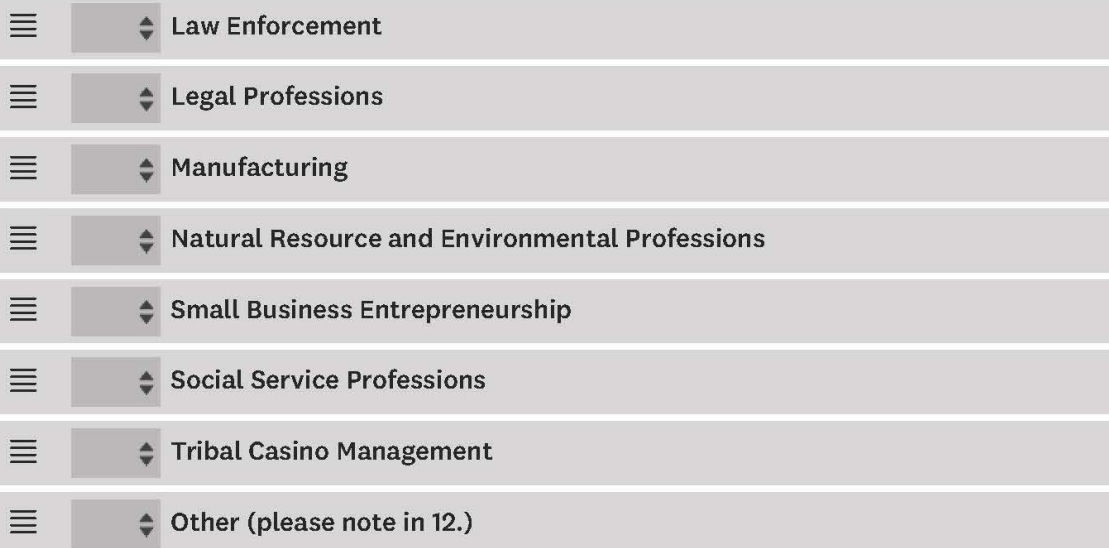 Law Enforcement
Legal Professions
Manufacturing
Natural Resource and Environmental Professions
Small Business Entrepreneurship
Social Service Professions
Tribal Casino Management
Other (please note in 12.)